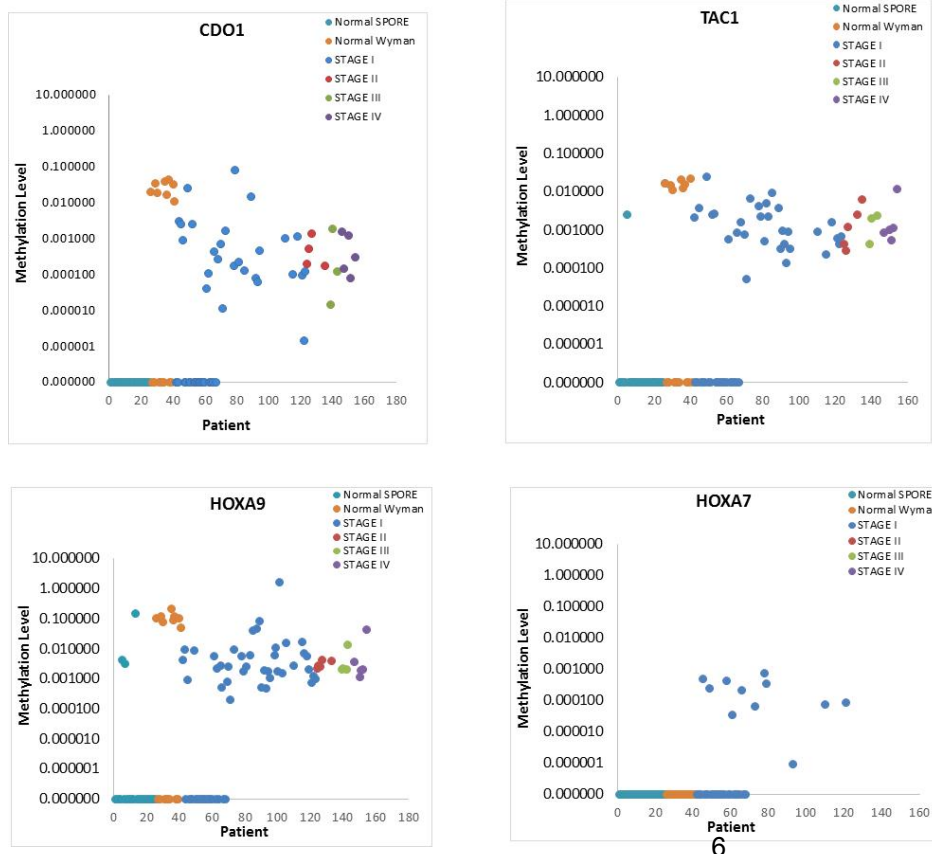 CDO1
Normal SPORE
Normal Wyman
STAGE I
STAGE II
STAGE III
STAGE IV
Methylation Level
10.000000
1.000000
0.100000
0.010000
0.001000
0.000100
0.000010
0.000001
0.000000
0 20 40 60 80 100 120 140 160 180
Patient
TAC1
Normal SPORE
Normal Wyman
STAGE I
STAGE II
STAGE III
STAGE IV
Methylation Level
10.000000
1.000000
0.100000
0.010000
0.001000
0.000100
0.000010
0.000001
0.000000
0 20 40 60 80 100 120 140 160
Patient
HOXA9
Normal SPORE
Normal Wyman
STAGE I
STAGE II
STAGE III
STAGE IV
Methylation Level
10.000000
1.000000
0.100000
0.010000
0.001000
0.000100
0.000010
0.000001
0.000000
0 20 40 60 80 100 120 140 160 180
Patient
HOXA7
Normal SPORE
Normal Wyma
STAGE I
STAGE II
STAGE III
STAGE IV
Methylation Level
10.000000
1.000000
0.100000
0.010000
0.001000
0.000100
0.000010
0.000001
0.000000
0 20 40 60 80 100 120 140 160
Patient
6